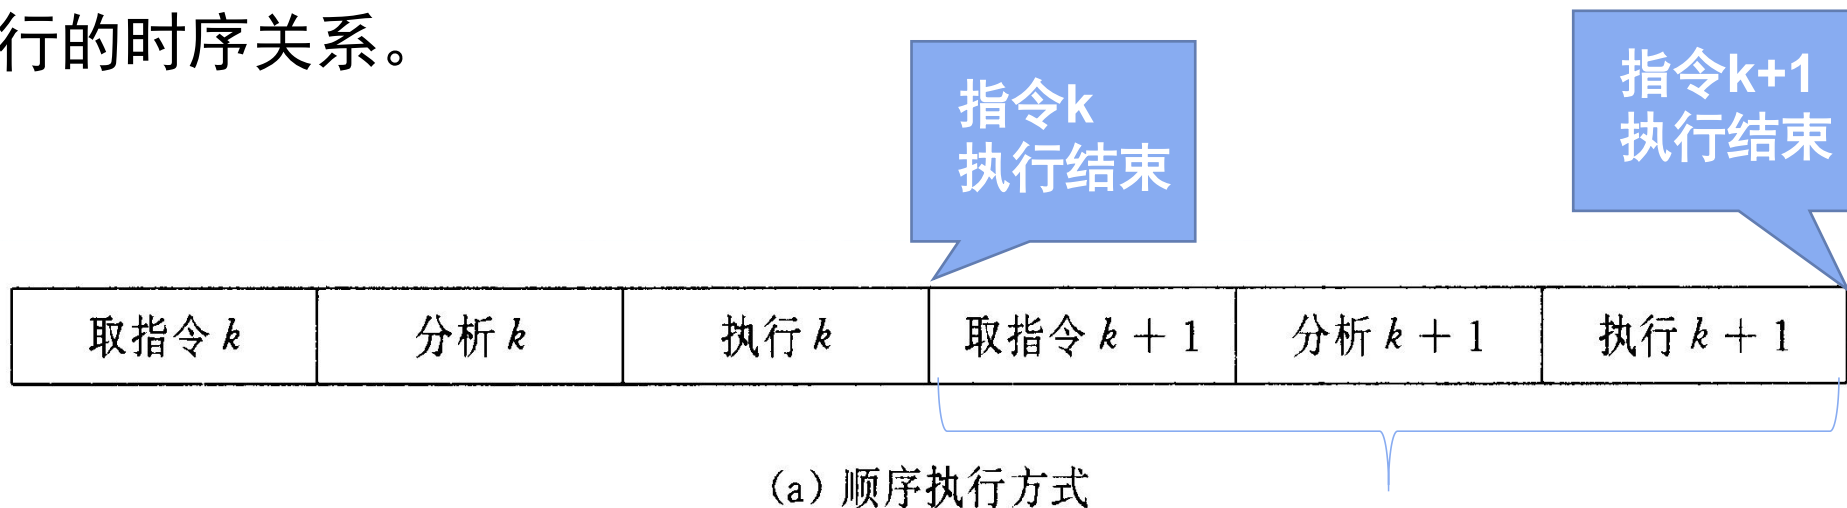 行的时序关系。
指令k
执行结束
指令k+1
执行结束
取指令 k 分析 k 执行 k 取指令 k + 1 分析 k + 1 执行 k + 1
(a) 顺序执行方式